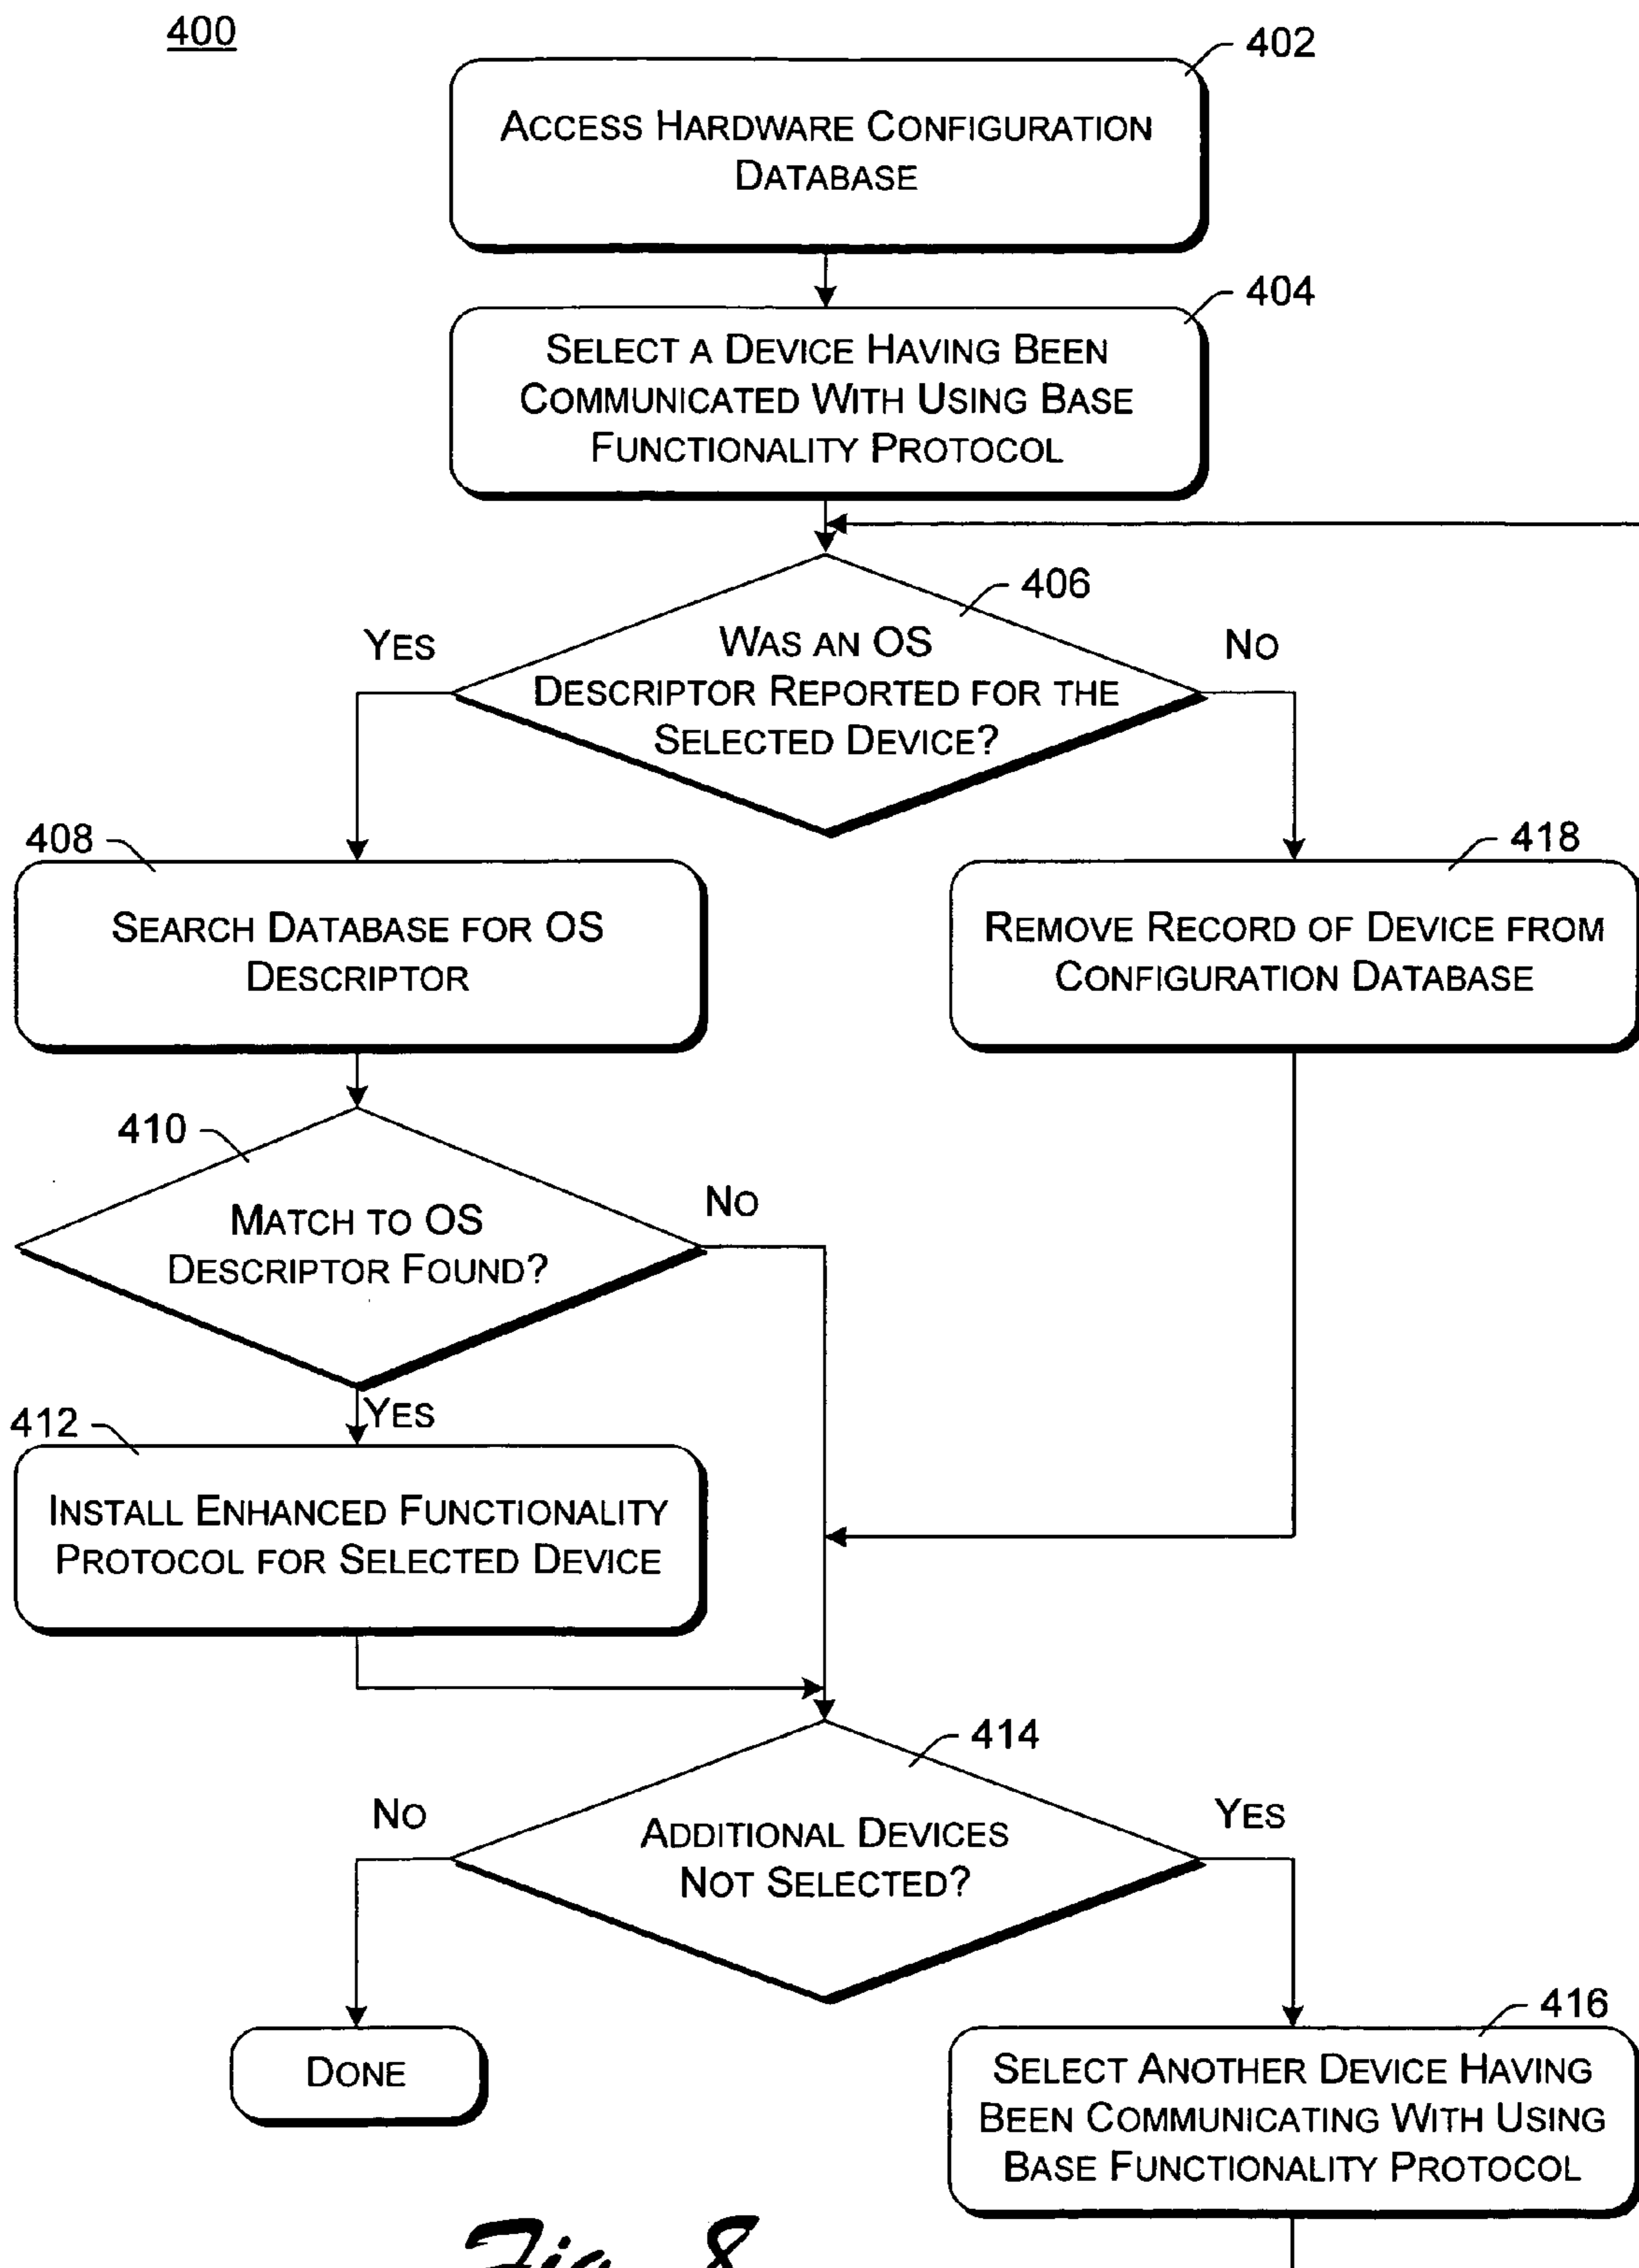 400
402
ACCESS HARDWARE CONFIGURATION
DATABASE
404
SELECT A DEVICE HAVING BEEN
COMMUNICATED WITH USING BASE
FUNCTIONALITY PROTOCOL
406
YES
WAS AN OS
DESCRIPTOR REPORTED FOR THE
SELECTED DEVICE?
NO
408
SEARCH DATABASE FOR OS
DESCRIPTOR
418
REMOVE RECORD OF DEVICE FROM
CONFIGURATION DATABASE
410
MATCH TO OS
DESCRIPTOR FOUND?
NO
YES
412
INSTALL ENHANCED FUNCTIONALITY
PROTOCOL FOR SELECTED DEVICE
414
NO
ADDITIONAL DEVICES
NOT SELECTED?
YES
DONE
416
SELECT ANOTHER DEVICE HAVING
BEEN COMMUNICATING WITH USING
BASE FUNCTIONALITY PROTOCOL
Fig. 8